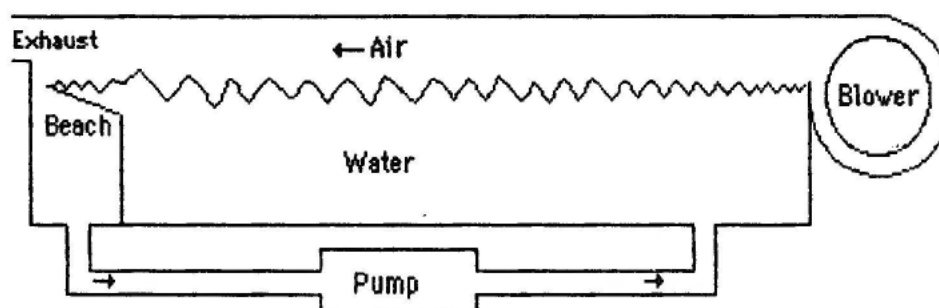 Exhaust
←Air
Blower
Beach
Water
→
→
Pump